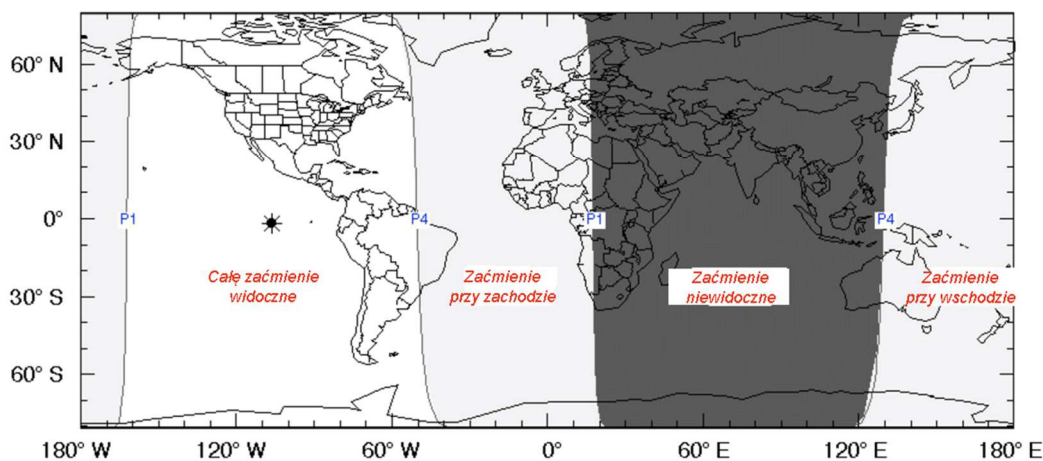 60° N
30° N
0°
30° S
60° S
P1
P4
P1
P4
Całę zaćmienie
widoczne
Zaćmienie
przy zachodzie
Zaćmienie
niewidoczne
Zaćmienie
przy wschodzie
180° W
120° W
60° W
0°
60° E
120° E
180° E